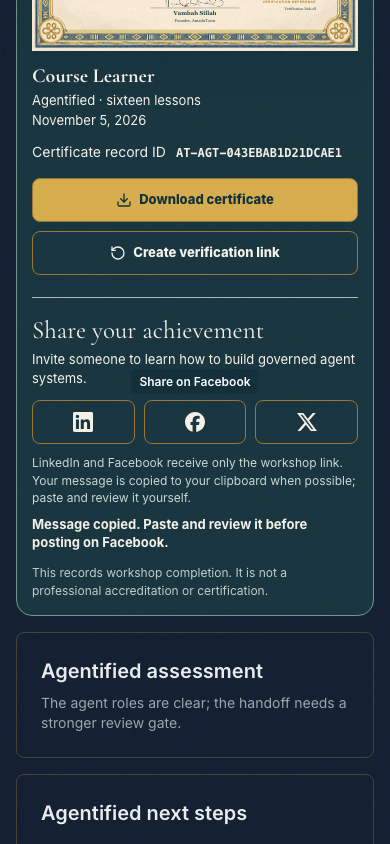 VERIFICATION REFERENCE
Vambah Sillah
Founder, AmaduTown
Course Learner
Agentified · sixteen lessons
November 5, 2026
Certificate record ID AT-AGT-043EBAB1D21DCAE1
Download certificate
Create verification link
Share your achievement
Invite someone to learn how to build governed agent
systems.
Share on Facebook
LinkedIn and Facebook receive only the workshop link.
Your message is copied to your clipboard when possible;
paste and review it yourself.
Message copied. Paste and review it before
posting on Facebook.
This records workshop completion. It is not a
professional accreditation or certification.
Agentified assessment
The agent roles are clear; the handoff needs a
stronger review gate.
Agentified next steps